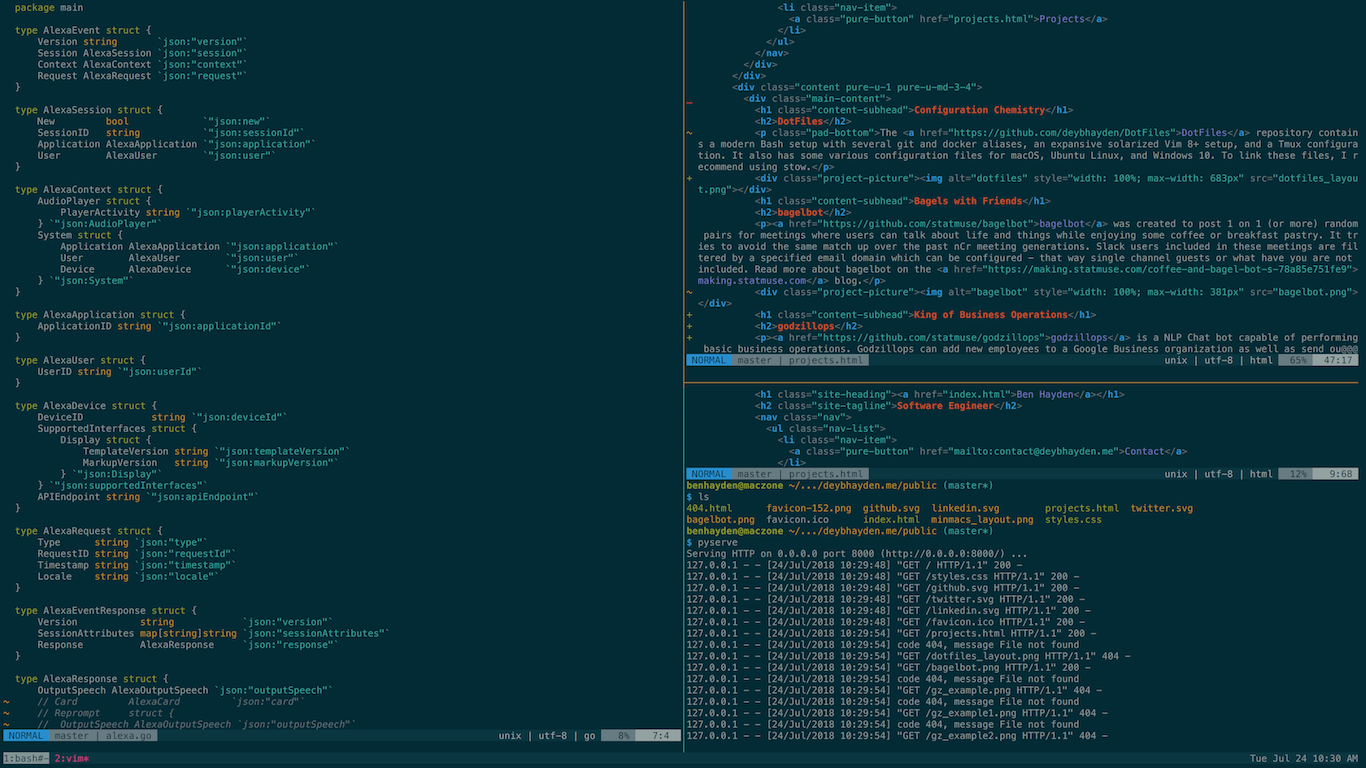 package main
type AlexaEvent struct {
Version string `json:"version"`
Session AlexaSession `json:"session"`
Context AlexaContext `json:"context"`
Request AlexaRequest `json:"request"`
}
type AlexaSession struct {
New bool `"json:new"`
SessionID string `"json:sessionId"`
Application AlexaApplication `"json:application"`
User AlexaUser `"json:user"`
}
type AlexaContext struct {
AudioPlayer struct {
PlayerActivity string `"json:playerActivity"`
} `"json:AudioPlayer"`
System struct {
Application AlexaApplication `"json:application"`
User AlexaUser `"json:user"`
Device AlexaDevice `"json:device"`
} `"json:System"`
}
type AlexaApplication struct {
ApplicationID string `"json:applicationId"`
}
type AlexaUser struct {
UserID string `"json:userId"`
}
type AlexaDevice struct {
DeviceID string `"json:deviceId"`
SupportedInterfaces struct {
Display struct {
TemplateVersion string `"json:templateVersion"`
MarkupVersion string `"json:markupVersion"`
} `"json:Display"`
} `"json:supportedInterfaces"`
APIEndpoint string `"json:apiEndpoint"`
}
type AlexaRequest struct {
Type string `json:"type"`
RequestID string `json:"requestId"`
Timestamp string `json:"timestamp"`
Locale string `json:"locale"`
}
type AlexaEventResponse struct {
Version string `json:"version"`
SessionAttributes map[string]string `json:"sessionAttributes"`
Response AlexaResponse `json:"response"`
}
type AlexaResponse struct {
OutputSpeech AlexaOutputSpeech `json:"outputSpeech"`
~ // Card AlexaCard `json:"card"`
~ // Reprompt struct {
~ // OutputSpeech AlexaOutputSpeech `json:"outputSpeech"`
NORMAL master | alexa.go unix | utf-8 | go 8% 7:4
<li class="nav-item">
<a class="pure-button" href="projects.html">Projects</a>
</li>
</ul>
</nav>
</div>
</div>
<div class="content pure-u-1 pure-u-md-3-4">
_ <div class="main-content">
<h1 class="content-subhead">Configuration Chemistry</h1>
<h2>DotFiles</h2>
~ <p class="pad-bottom">The <a href="https://github.com/deybhayden/DotFiles">DotFiles</a> repository contain
s a modern Bash setup with several git and docker aliases, an expansive solarized Vim 8+ setup, and a Tmux configura
tion. It also has some various configuration files for macOS, Ubuntu Linux, and Windows 10. To link these files, I r
ecommend using stow.</p>
+ <div class="project-picture"><img alt="dotfiles" style="width: 100%; max-width: 683px" src="dotfiles_layou
t.png"></div>
<h1 class="content-subhead">Bagels with Friends</h1>
<h2>bagelbot</h2>
<p><a href="https://github.com/statmuse/bagelbot">bagelbot</a> was created to post 1 on 1 (or more) random
pairs for meetings where users can talk about life and things while enjoying some coffee or breakfast pastry. It tr
ies to avoid the same match up over the past nCr meeting generations. Slack users included in these meetings are fil
tered by a specified email domain which can be configured - that way single channel guests or what have you are not
included. Read more about bagelbot on the <a href="https://making.statmuse.com/coffee-and-bagel-bot-s-78a85e751fe9">
making.statmuse.com</a> blog.</p>
~ <div class="project-picture"><img alt="bagelbot" style="width: 100%; max-width: 381px" src="bagelbot.png">
</div>
+ <h1 class="content-subhead">King of Business Operations</h1>
+ <h2>godzillops</h2>
+ <p><a href="https://github.com/statmuse/godzillops">godzillops</a> is a NLP Chat bot capable of performing
basic business operations. Godzillops can add new employees to a Google Business organization as well as send ou@@@
NORMAL master | projects.html unix | utf-8 | html 65% 47:17
<h1 class="site-heading"><a href="index.html">Ben Hayden</a></h1>
<h2 class="site-tagline">Software Engineer</h2>
<nav class="nav">
<ul class="nav-list">
<li class="nav-item">
<a class="pure-button" href="mailto:contact@deybhayden.me">Contact</a>
</li>
NORMAL master | projects.html unix | utf-8 | html 12% 9:68
benhayden@maczone ~/.../deybhayden.me/public (master*)
$ ls
404.html favicon-152.png github.svg linkedin.svg projects.html twitter.svg
bagelbot.png favicon.ico index.html minmacs_layout.png styles.css
benhayden@maczone ~/.../deybhayden.me/public (master*)
$ pyserve
Serving HTTP on 0.0.0.0 port 8000 (http://0.0.0.0:8000/) ...
127.0.0.1 - - [24/Jul/2018 10:29:48] "GET / HTTP/1.1" 200 -
127.0.0.1 - - [24/Jul/2018 10:29:48] "GET /styles.css HTTP/1.1" 200 -
127.0.0.1 - - [24/Jul/2018 10:29:48] "GET /github.svg HTTP/1.1" 200 -
127.0.0.1 - - [24/Jul/2018 10:29:48] "GET /twitter.svg HTTP/1.1" 200 -
127.0.0.1 - - [24/Jul/2018 10:29:48] "GET /linkedin.svg HTTP/1.1" 200 -
127.0.0.1 - - [24/Jul/2018 10:29:48] "GET /favicon.ico HTTP/1.1" 200 -
127.0.0.1 - - [24/Jul/2018 10:29:54] "GET /projects.html HTTP/1.1" 200 -
127.0.0.1 - - [24/Jul/2018 10:29:54] code 404, message File not found
127.0.0.1 - - [24/Jul/2018 10:29:54] "GET /dotfiles_layout.png HTTP/1.1" 404 -
127.0.0.1 - - [24/Jul/2018 10:29:54] "GET /bagelbot.png HTTP/1.1" 200 -
127.0.0.1 - - [24/Jul/2018 10:29:54] code 404, message File not found
127.0.0.1 - - [24/Jul/2018 10:29:54] "GET /gz_example.png HTTP/1.1" 404 -
127.0.0.1 - - [24/Jul/2018 10:29:54] code 404, message File not found
127.0.0.1 - - [24/Jul/2018 10:29:54] "GET /gz_example1.png HTTP/1.1" 404 -
127.0.0.1 - - [24/Jul/2018 10:29:54] code 404, message File not found
127.0.0.1 - - [24/Jul/2018 10:29:54] "GET /gz_example2.png HTTP/1.1" 404 -
1:bash#- 2:vim* Tue Jul 24 10:30 AM